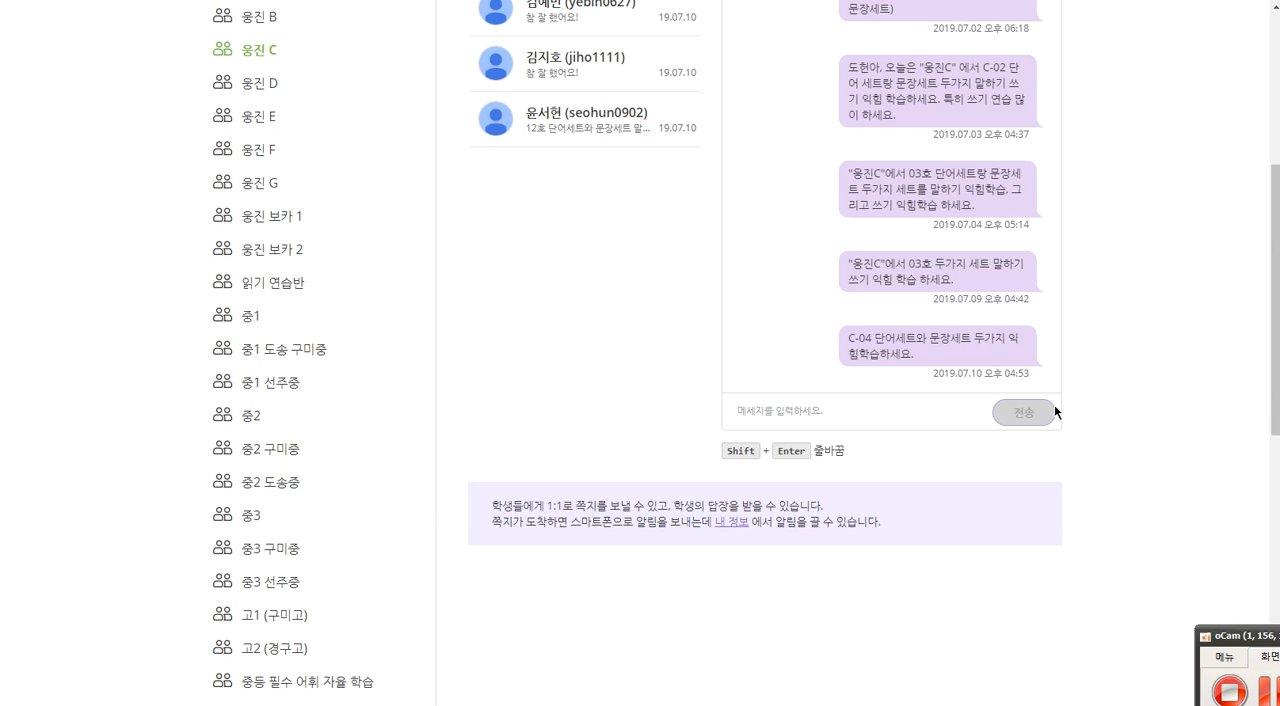 웅진 B
웅진 C
웅진 D
웅진 E
웅진 F
웅진 G
웅진 보카 1
웅진 보카 2
읽기 연습반
중1
중1 도송 구미중
중1 선주중
중2
중2 구미중
중2 도송중
중3
중3 구미중
중3 선주중
고1 (구미고)
고2 (경구고)
중등 필수 어휘 자율 학습
김예빈 (yebin0627)
참 잘 했어요!
19.07.10
김지호 (jiho1111)
참 잘 했어요!
19.07.10
윤서현 (seohun0902)
12호 단어세트와 문장세트 말...
19.07.10
문장세트)
2019.07.02 오후 06:18
도헌아, 오늘은 "웅진C" 에서 C-02 단
어 세트랑 문장세트 두가지 말하기 쓰
기 익힘 학습하세요. 특히 쓰기 연습 많
이 하세요.
2019.07.03 오후 04:37
"웅진C"에서 03호 단어세트랑 문장세
트 두가지 세트를 말하기 익힘학습, 그
리고 쓰기 익힘학습 하세요.
2019.07.04 오후 05:14
"웅진C"에서 03호 두가지 세트 말하기
쓰기 익힘 학습 하세요.
2019.07.09 오후 04:42
C-04 단어세트와 문장세트 두가지 익
힘학습하세요.
2019.07.10 오후 04:53
메세지를 입력하세요.
전송
Shift + Enter 줄바꿈
학생들에게 1:1로 쪽지를 보낼 수 있고, 학생의 답장을 받을 수 있습니다.
쪽지가 도착하면 스마트폰으로 알림을 보내는데 내 정보 에서 알림을 끌 수 있습니다.
oCam (1, 156,
메뉴
화면